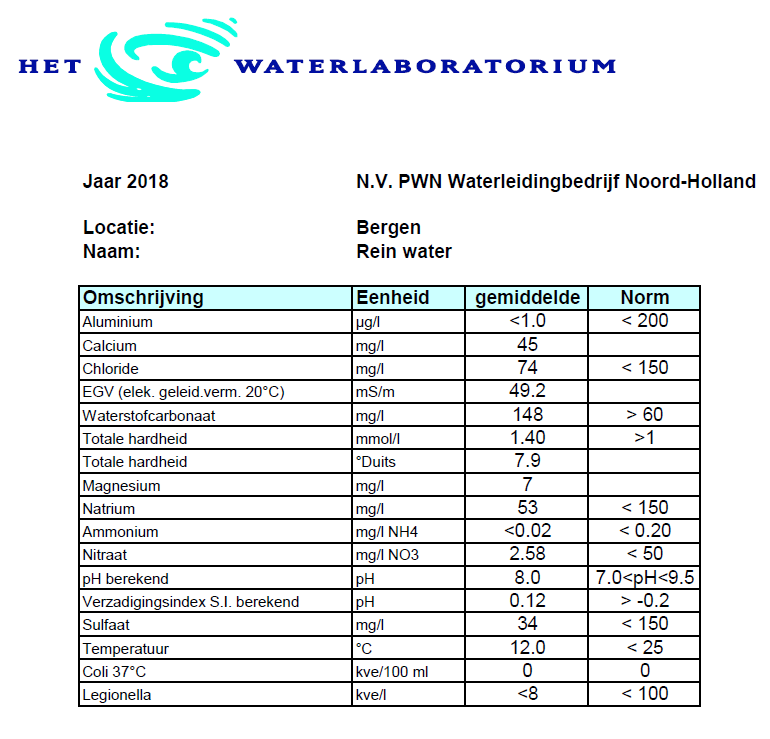 HET WATERLABORATORIUM
Jaar 2018 N.V. PWN Waterleidingbedrijf Noord-Holland
Locatie: Bergen
Naam: Rein water
Omschrijving Eenheid gemiddelde Norm
Aluminium µg/l <1.0 < 200
Calcium mg/l 45
Chloride mg/l 74 < 150
EGV (elek. geleid.verm. 20°C) mS/m 49.2
Waterstofcarbonaat mg/l 148 > 60
Totale hardheid mmol/l 1.40 >1
Totale hardheid °Duits 7.9
Magnesium mg/l 7
Natrium mg/l 53 < 150
Ammonium mg/l NH4 <0.02 < 0.20
Nitraat mg/l NO3 2.58 < 50
pH berekend pH 8.0 7.0<pH<9.5
Verzadigingsindex S.I. berekend pH 0.12 > -0.2
Sulfaat mg/l 34 < 150
Temperatuur °C 12.0 < 25
Coli 37°C kve/100 ml 0 0
Legionella kve/l <8 < 100